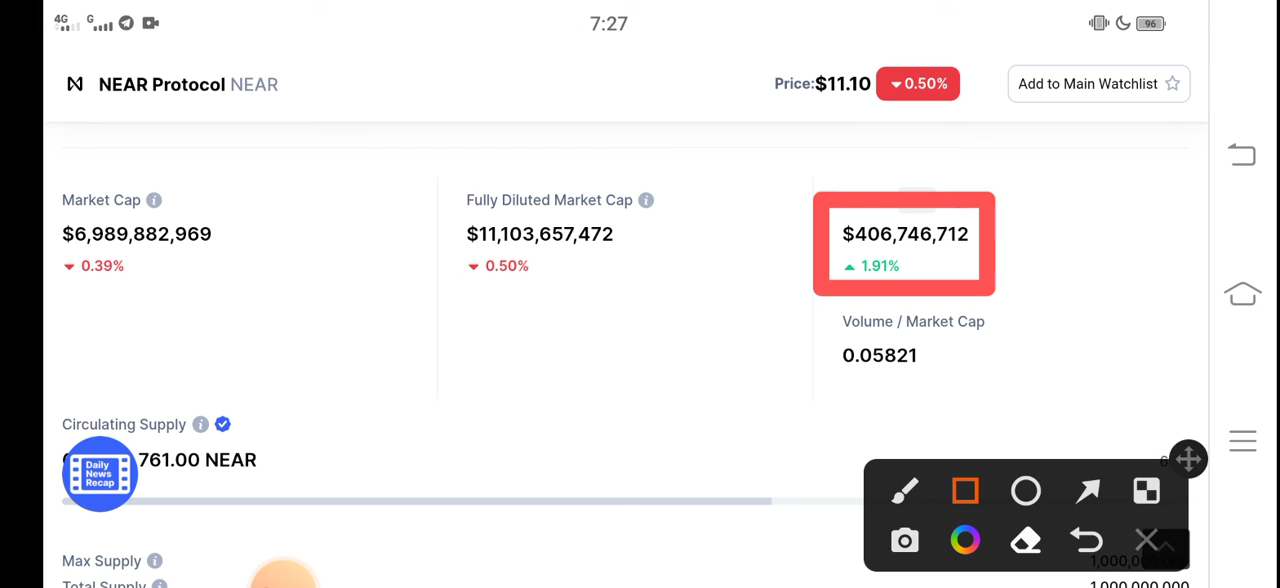 4G G 7:27 96
NEAR Protocol NEAR Price:$11.10 0.50% Add to Main Watchlist
Market Cap Fully Diluted Market Cap
$6,989,882,969 $11,103,657,472 $406,746,712
0.39% 0.50% 1.91%
Volume / Market Cap
0.05821
Circulating Supply
761.00 NEAR
Daily
News
Recap
Max Supply
Total Supply 1,000,000,000